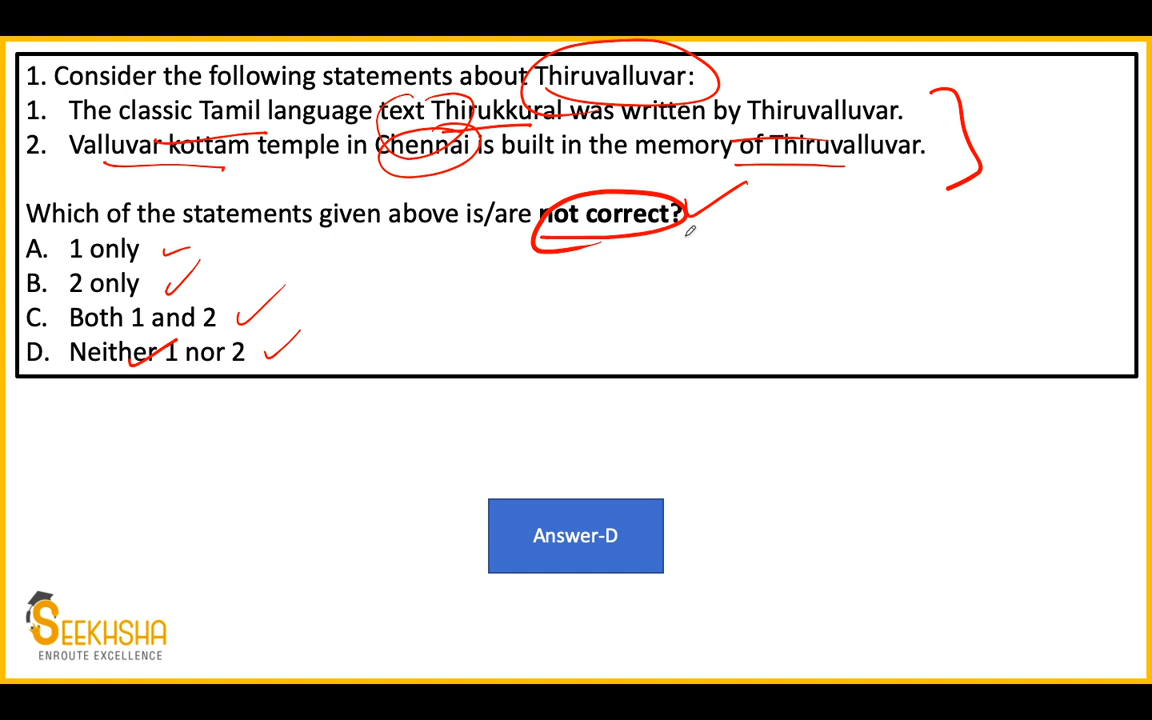 1. Consider the following statements about Thiruvalluvar:
1. The classic Tamil language text Thirukkural was written by Thiruvalluvar.
2. Valluvar kottam temple in Chennai is built in the memory of Thiruvalluvar.
Which of the statements given above is/are not correct?
A. 1 only
B. 2 only
C. Both 1 and 2
D. Neither 1 nor 2
Answer-D
SEEKHSHA
ENROUTE EXCELLENCE